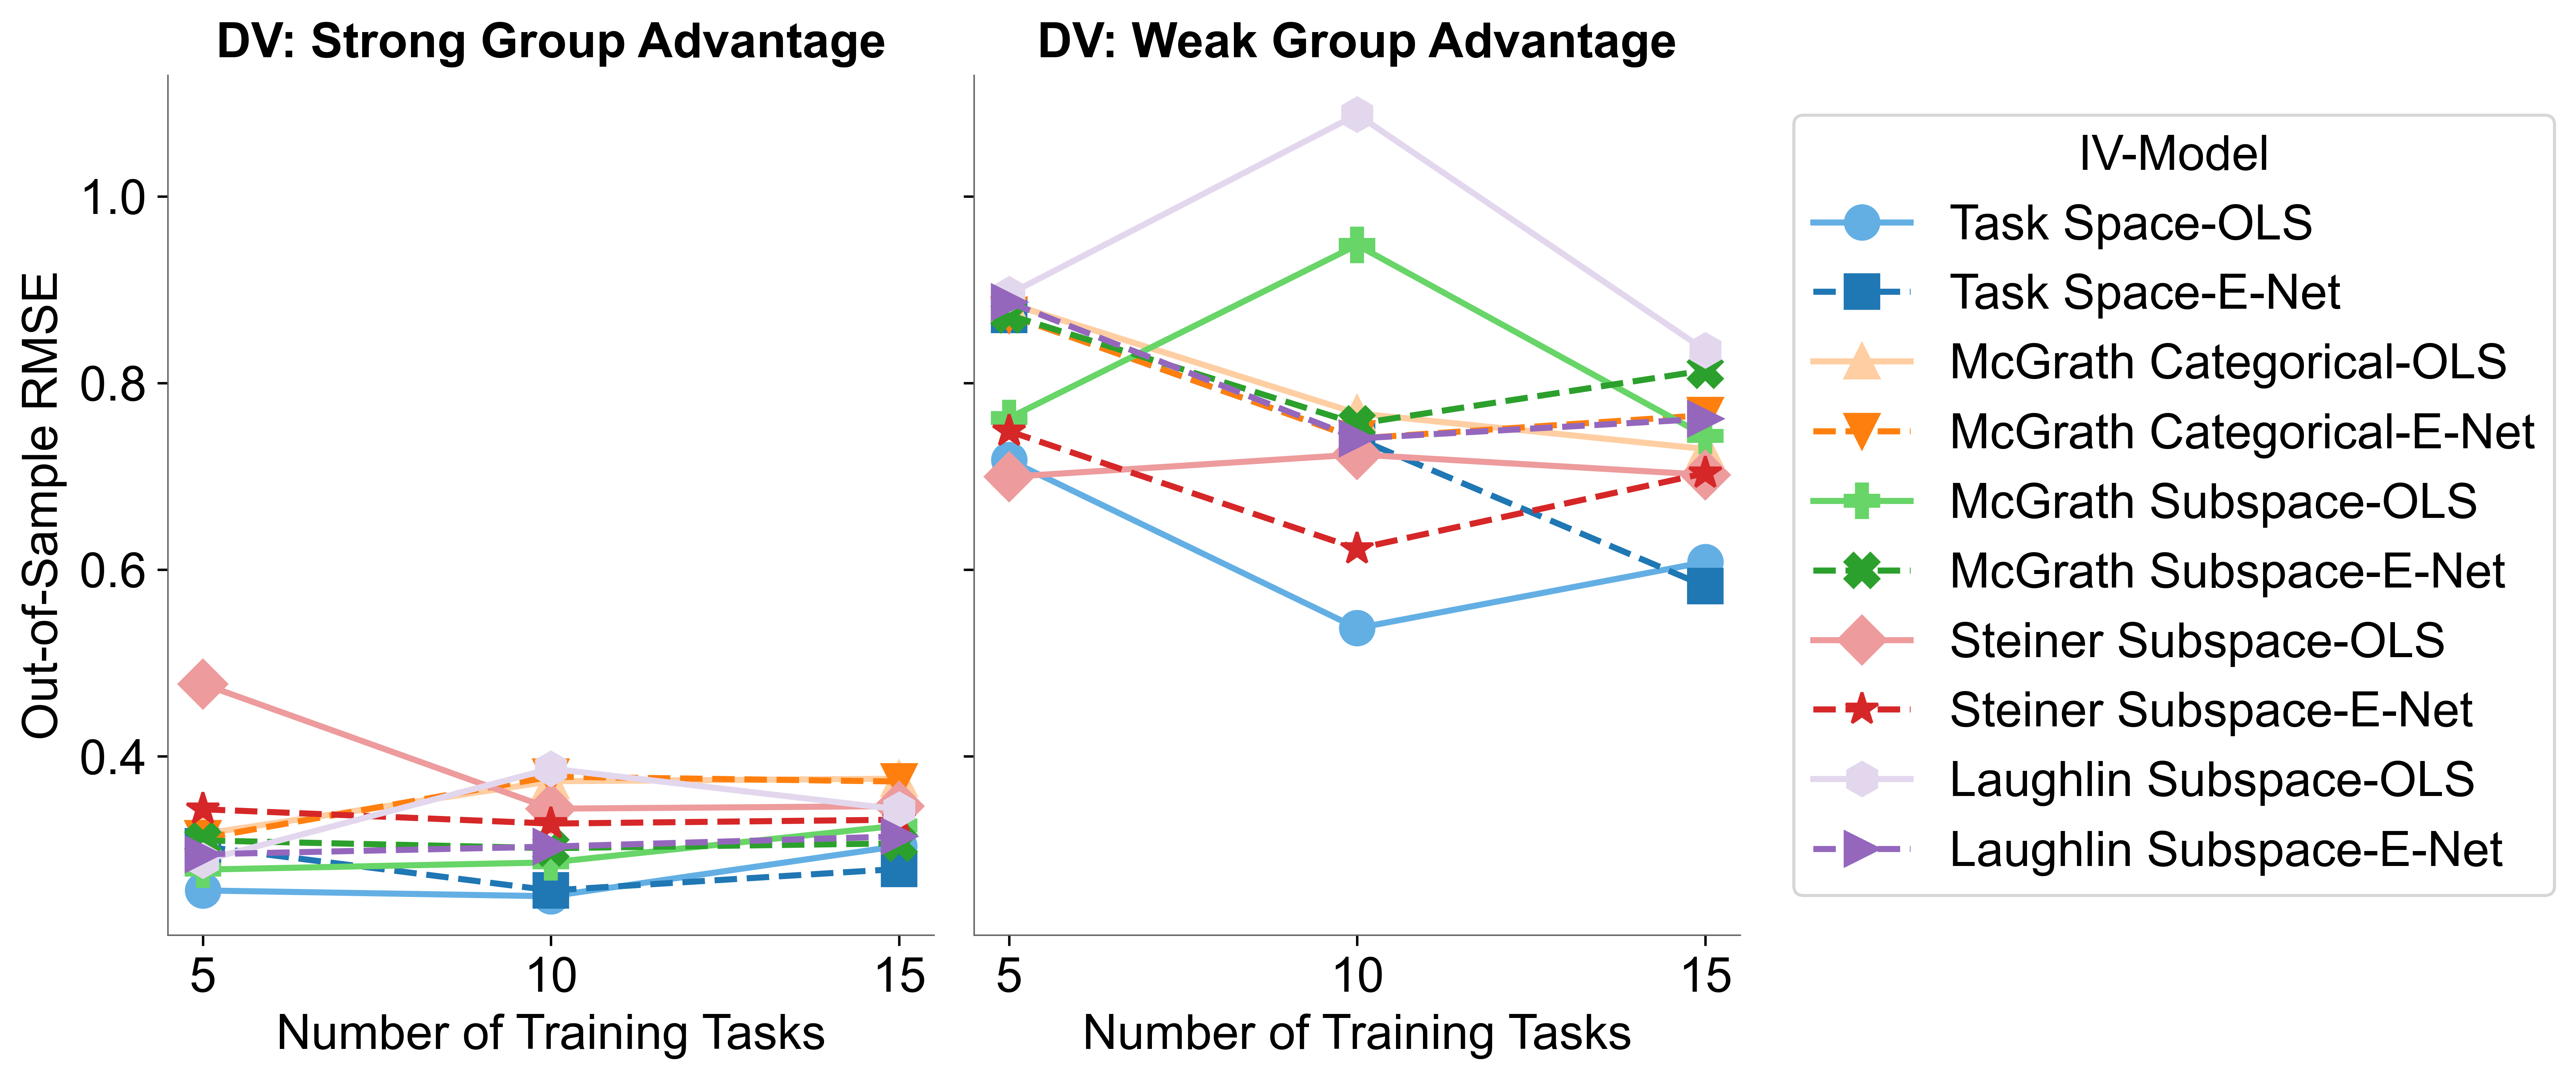 DV: Strong Group Advantage
DV: Weak Group Advantage
Out-of-Sample RMSE
1.0
0.8
0.6
0.4
5
10
15
5
10
15
Number of Training Tasks
Number of Training Tasks
IV-Model
Task Space-OLS
Task Space-E-Net
McGrath Categorical-OLS
McGrath Categorical-E-Net
McGrath Subspace-OLS
McGrath Subspace-E-Net
Steiner Subspace-OLS
Steiner Subspace-E-Net
Laughlin Subspace-OLS
Laughlin Subspace-E-Net